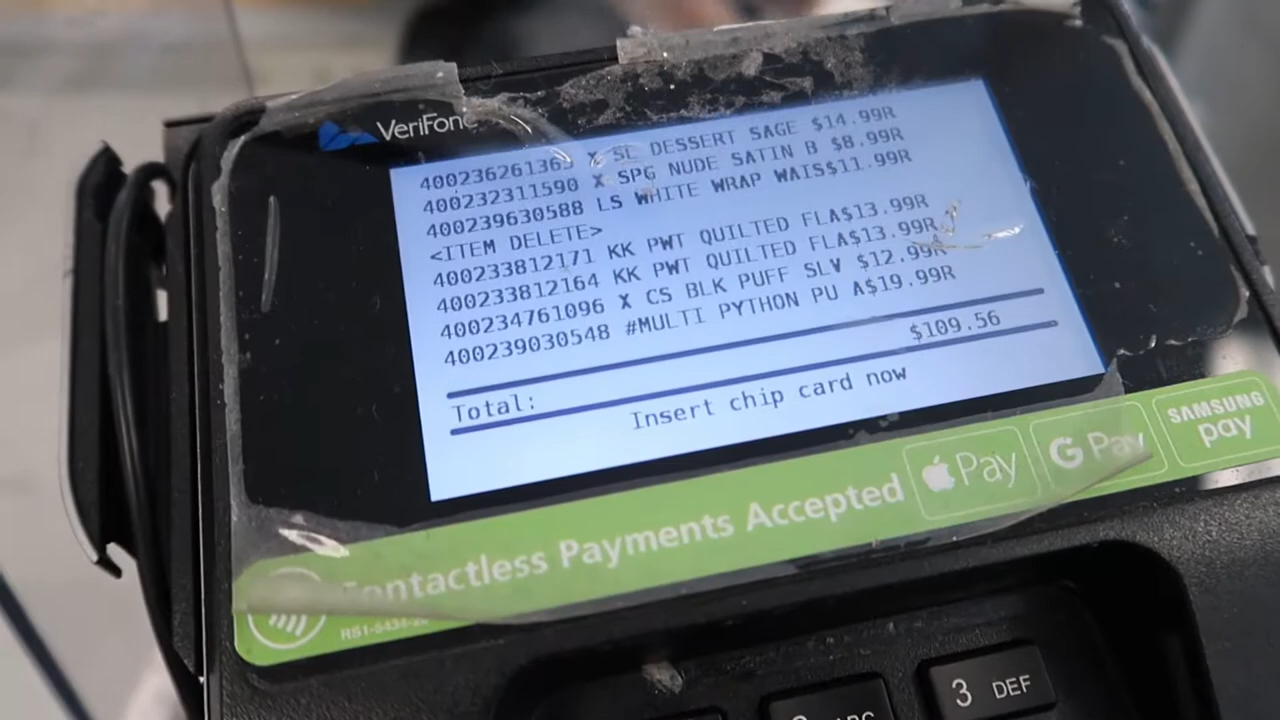 VeriFone
400236261365 X SL DESSERT SAGE $14.99R
400232311590 X SPG NUDE SATIN B $8.99R
400239630588 LS WHITE WRAP WAIS$11.99R
<ITEM DELETE>
400233812171 KK PWT QUILTED FLA$13.99R
400233812164 KK PWT QUILTED FLA$13.99R
400234761096 X CS BLK PUFF SLV $12.99R
400239030548 #MULTI PYTHON PU A$19.99R
Total: $109.56
Insert chip card now
Contactless Payments Accepted
Pay
G Pay
SAMSUNG
pay
3 DEF